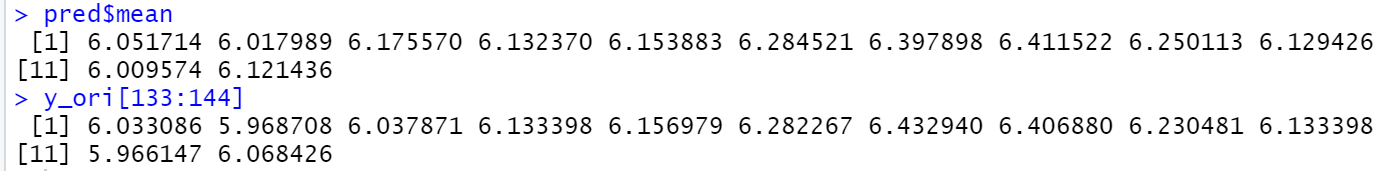 > pred$mean
[1] 6.051714 6.017989 6.175570 6.132370 6.153883 6.284521 6.397898 6.411522 6.250113 6.129426
[11] 6.009574 6.121436
> y_ori[133:144]
[1] 6.033086 5.968708 6.037871 6.133398 6.156979 6.282267 6.432940 6.406880 6.230481 6.133398
[11] 5.966147 6.068426